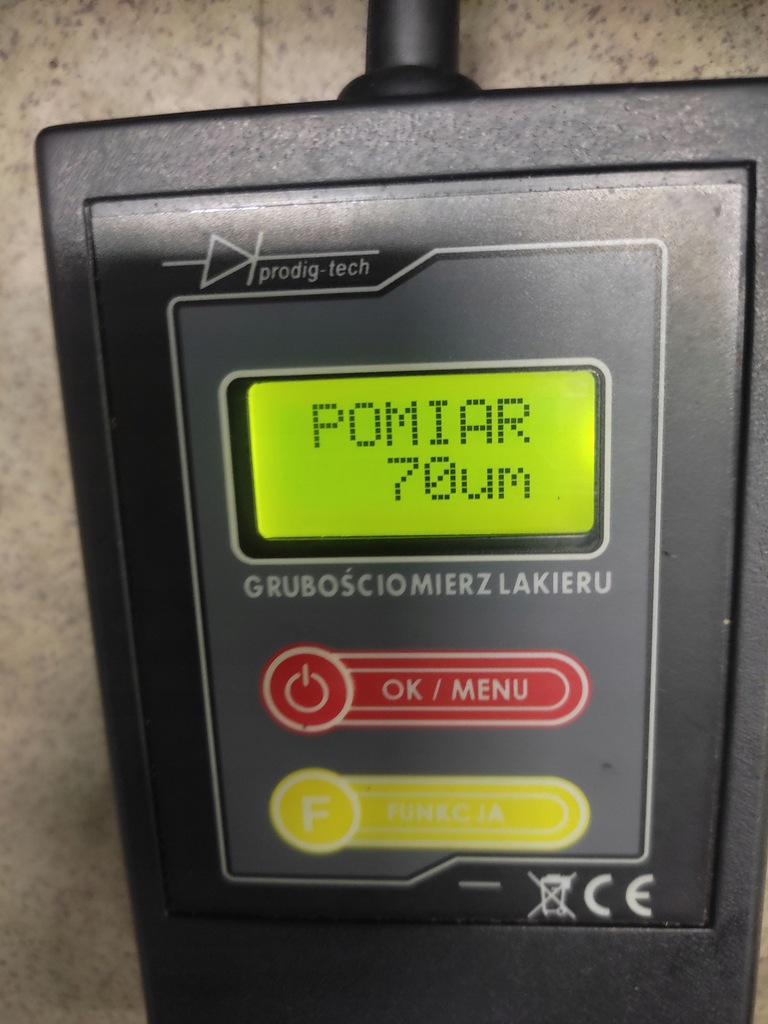 prodig-tech
POMIAR
70um
GRUBOŚCIOMIERZ LAKIERU
OK / MENU
F FUNKCJA
CE